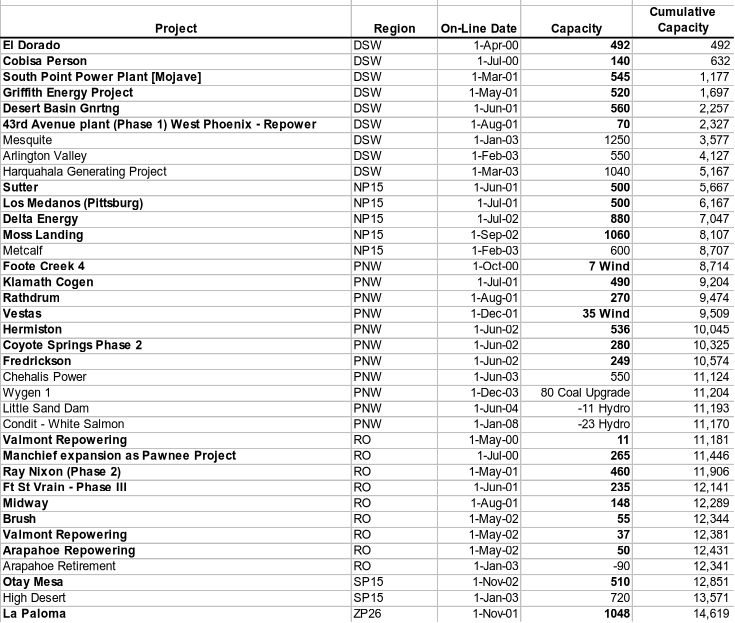 Project Region On-Line Date Capacity Cumulative Capacity
El Dorado DSW 1-Apr-00 492 492
Cobisa Person DSW 1-Jul-00 140 632
South Point Power Plant [Mojave] DSW 1-Mar-01 545 1,177
Griffith Energy Project DSW 1-May-01 520 1,697
Desert Basin Gnrtng DSW 1-Jun-01 560 2,257
43rd Avenue plant (Phase 1) West Phoenix - Repower DSW 1-Aug-01 70 2,327
Mesquite DSW 1-Jan-03 1250 3,577
Arlington Valley DSW 1-Feb-03 550 4,127
Harquahala Generating Project DSW 1-Mar-03 1040 5,167
Sutter NP15 1-Jun-01 500 5,667
Los Medanos (Pittsburg) NP15 1-Jul-01 500 6,167
Delta Energy NP15 1-Jul-02 880 7,047
Moss Landing NP15 1-Sep-02 1060 8,107
Metcalf NP15 1-Feb-03 600 8,707
Foote Creek 4 PNW 1-Oct-00 7 Wind 8,714
Klamath Cogen PNW 1-Jul-01 490 9,204
Rathdrum PNW 1-Aug-01 270 9,474
Vestas PNW 1-Dec-01 35 Wind 9,509
Hermiston PNW 1-Jun-02 536 10,045
Coyote Springs Phase 2 PNW 1-Jun-02 280 10,325
Fredrickson PNW 1-Jun-02 249 10,574
Chehalis Power PNW 1-Jun-03 550 11,124
Wygen 1 PNW 1-Dec-03 80 Coal Upgrade 11,204
Little Sand Dam PNW 1-Jun-04 -11 Hydro 11,193
Condit - White Salmon PNW 1-Jan-08 -23 Hydro 11,170
Valmont Repowering RO 1-May-00 11 11,181
Manchief expansion as Pawnee Project RO 1-Jul-00 265 11,446
Ray Nixon (Phase 2) RO 1-May-01 460 11,906
Ft St Vrain - Phase III RO 1-Jun-01 235 12,141
Midway RO 1-Aug-01 148 12,289
Brush RO 1-May-02 55 12,344
Valmont Repowering RO 1-May-02 37 12,381
Arapahoe Repowering RO 1-May-02 50 12,431
Arapahoe Retirement RO 1-Jan-03 -90 12,341
Otay Mesa SP15 1-Nov-02 510 12,851
High Desert SP15 1-Jan-03 720 13,571
La Paloma ZP26 1-Nov-01 1048 14,619